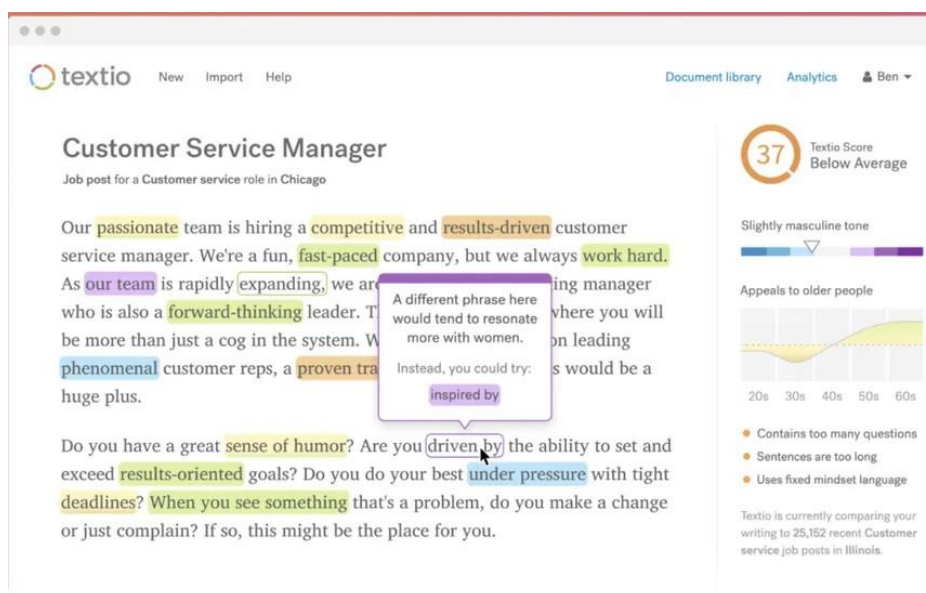 textio New Import Help Document library Analytics Ben
Customer Service Manager
Job post for a Customer service role in Chicago
Our passionate team is hiring a competitive and results-driven customer
service manager. We're a fun, fast-paced company, but we always work hard.
As our team is rapidly expanding, we are ing manager
who is also a forward-thinking leader. T where you will
be more than just a cog in the system. W on leading
phenomenal customer reps, a proven tra s would be a
huge plus.
A different phrase here
would tend to resonate
more with women.
Instead, you could try:
inspired by
Do you have a great sense of humor? Are you driven by the ability to set and
exceed results-oriented goals? Do you do your best under pressure with tight
deadlines? When you see something that's a problem, do you make a change
or just complain? If so, this might be the place for you.
37
Textio Score
Below Average
Slightly masculine tone
Appeals to older people
20s 30s 40s 50s 60s
Contains too many questions
Sentences are too long
Uses fixed mindset language
Textio is currently comparing your
writing to 25,152 recent Customer
service job posts in Illinois.